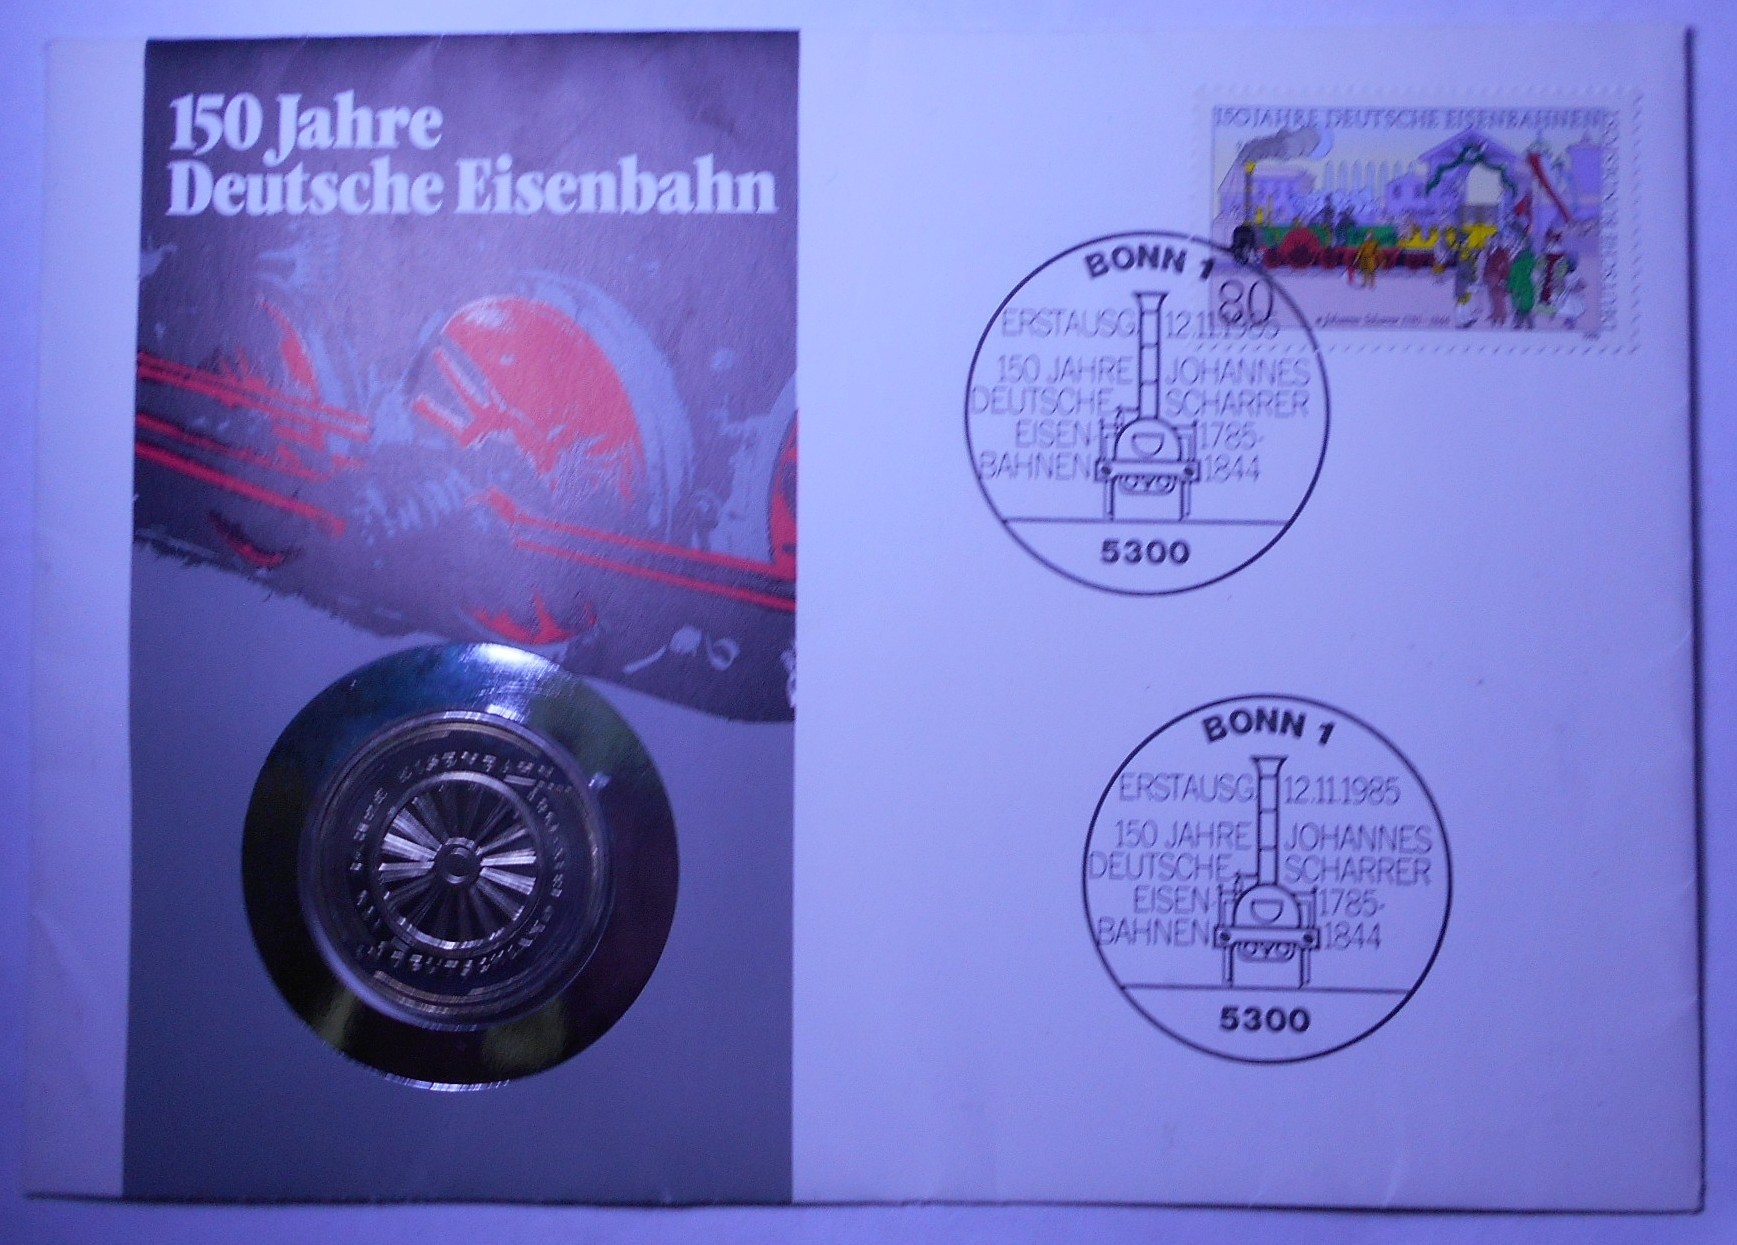 150 Jahre
Deutsche Eisenbahn
150 JAHRE DEUTSCHE EISENBAHNEN
80
BONN 1
ERSTAUSG. 12.11.1985
150 JAHRE JOHANNES
DEUTSCHE SCHARRER
EISEN- 1785-
BAHNEN 1844
5300
BONN 1
ERSTAUSG. 12.11.1985
150 JAHRE JOHANNES
DEUTSCHE SCHARRER
EISEN- 1785-
BAHNEN 1844
5300